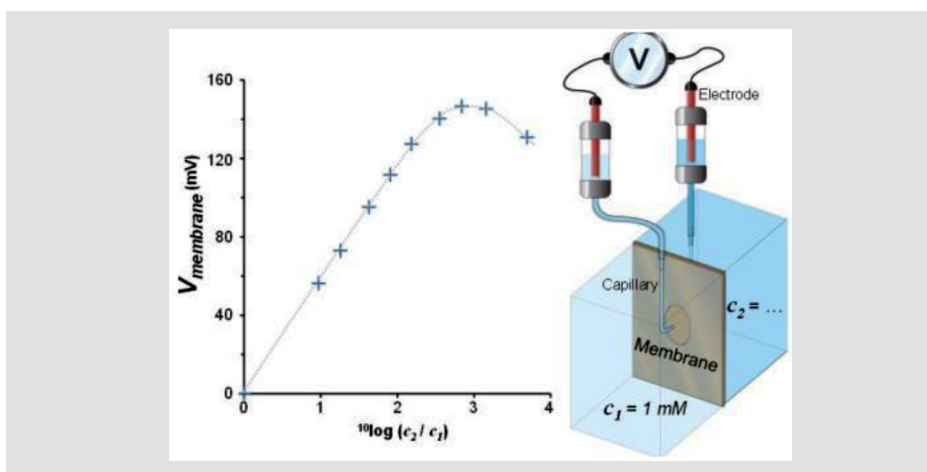 160
120
80
40
0
V membrane (mV)
0 1 2 3 4
¹⁰log (c₂ / c₁)
V
Electrode
Capillary
c₂ = ...
Membrane
c₁ = 1 mM